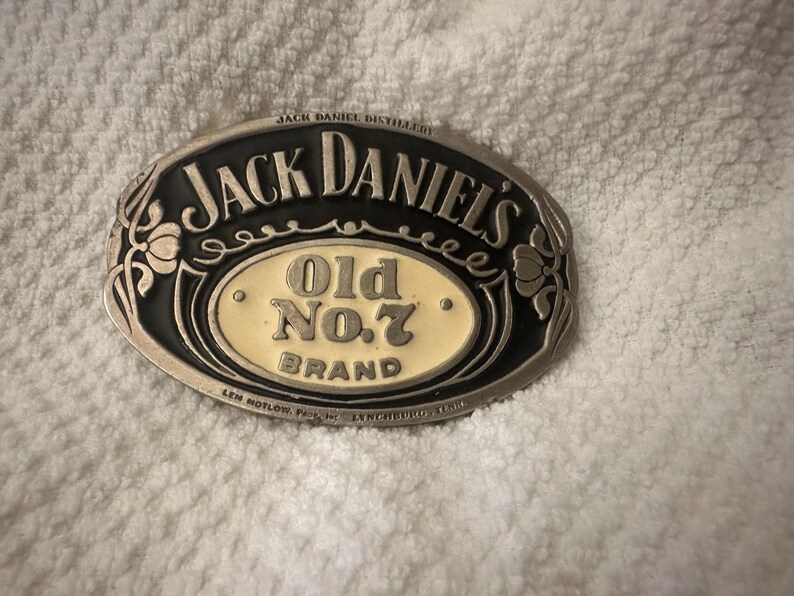 JACK DANIEL DISTILLERY
JACK DANIEL'S
Old
No. 7
BRAND
LEM MOTLOW, Prop., Inc. LYNCHBURG, TENN.